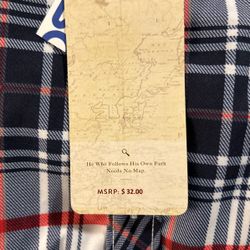 He Who Follows His Own Path
Needs No Map.
MSRP: $ 32.00